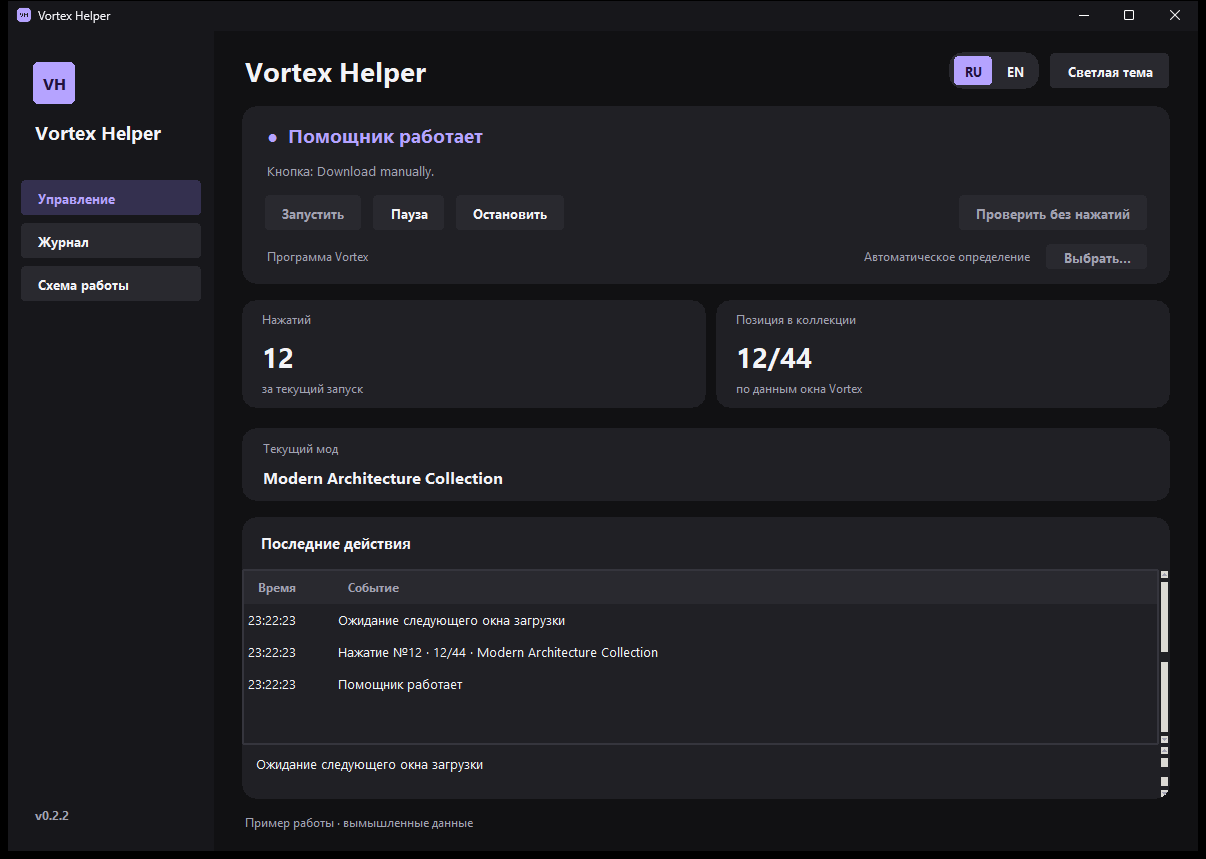 VH Vortex Helper
VH
Vortex Helper
Управление
Журнал
Схема работы
v0.2.2
Vortex Helper
RU EN Светлая тема
● Помощник работает
Кнопка: Download manually.
Запустить Пауза Остановить Проверить без нажатий
Программа Vortex Автоматическое определение Выбрать...
Нажатий
12
за текущий запуск
Позиция в коллекции
12/44
по данным окна Vortex
Текущий мод
Modern Architecture Collection
Последние действия
Время Событие
23:22:23 Ожидание следующего окна загрузки
23:22:23 Нажатие №12 · 12/44 · Modern Architecture Collection
23:22:23 Помощник работает
Ожидание следующего окна загрузки
Пример работы · вымышленные данные